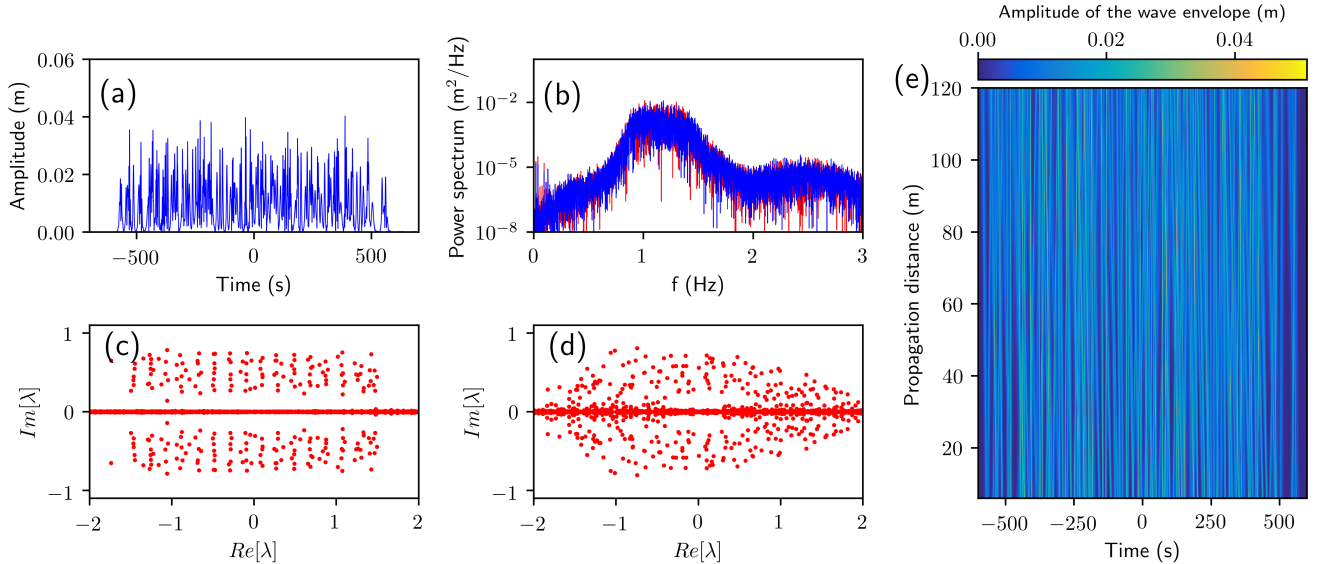 (a)
Amplitude (m)
0.06
0.04
0.02
0.00
−500
0
500
Time (s)
(b)
Power spectrum (m²/Hz)
10⁻²
10⁻⁵
10⁻⁸
0
1
2
3
f (Hz)
(c)
Im[λ]
1
0
−1
−2
−1
0
1
2
Re[λ]
(d)
Im[λ]
1
0
−1
−2
−1
0
1
2
Re[λ]
Amplitude of the wave envelope (m)
0.00
0.02
0.04
(e)
Propagation distance (m)
120
100
80
60
40
20
−500
−250
0
250
500
Time (s)